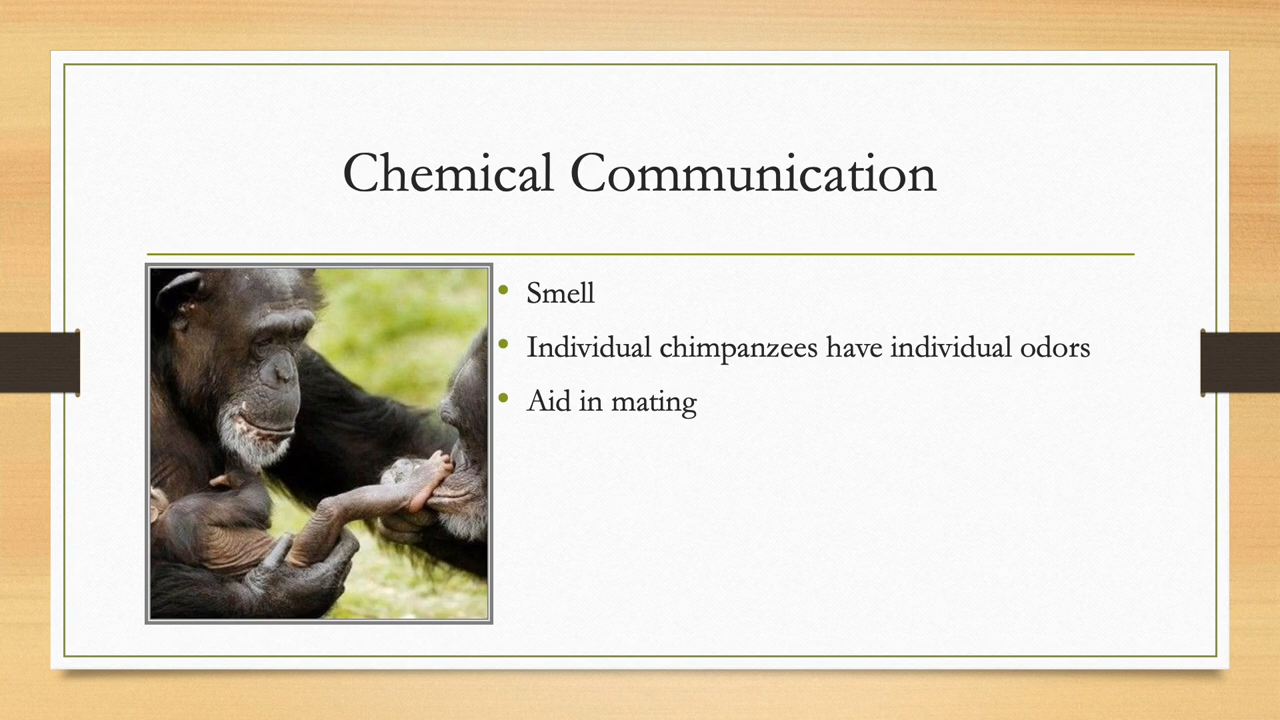 Chemical Communication
Smell
Individual chimpanzees have individual odors
Aid in mating